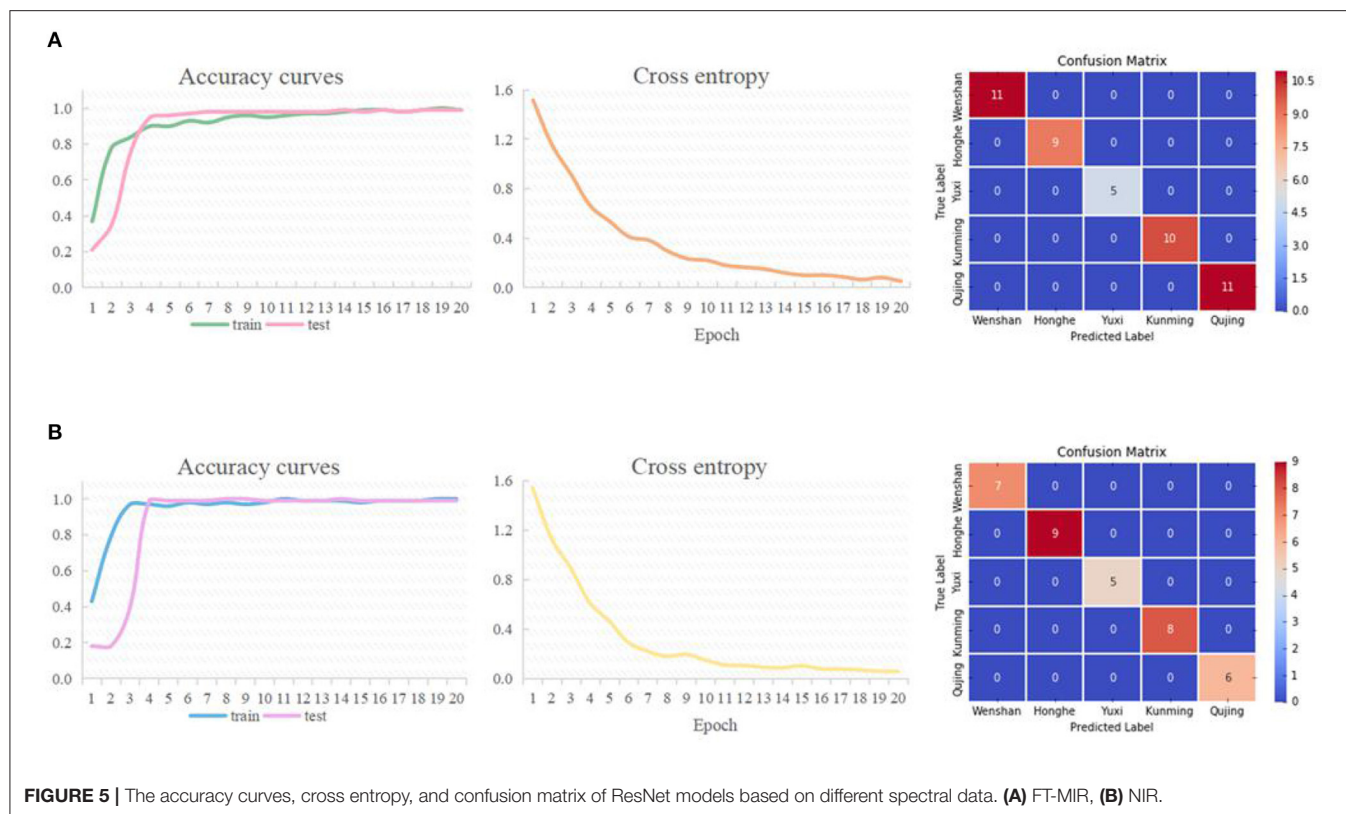 A
Accuracy curves
1.0
0.8
0.6
0.4
0.2
0.0
1 2 3 4 5 6 7 8 9 10 11 12 13 14 15 16 17 18 19 20
train test
Cross entropy
1.6
1.2
0.8
0.4
0.0
1 2 3 4 5 6 7 8 9 10 11 12 13 14 15 16 17 18 19 20
Epoch
Confusion Matrix
True Label
Wenshan 11 0 0 0 0
Honghe 0 9 0 0 0
Yuxi 0 0 5 0 0
Kunming 0 0 0 10 0
Qujing 0 0 0 0 11
Wenshan Honghe Yuxi Kunming Qujing
Predicted Label
10.5
9.0
7.5
6.0
4.5
3.0
1.5
0.0
B
Accuracy curves
1.0
0.8
0.6
0.4
0.2
0.0
1 2 3 4 5 6 7 8 9 10 11 12 13 14 15 16 17 18 19 20
train test
Cross entropy
1.6
1.2
0.8
0.4
0.0
1 2 3 4 5 6 7 8 9 10 11 12 13 14 15 16 17 18 19 20
Epoch
Confusion Matrix
True Label
Wenshan 7 0 0 0 0
Honghe 0 9 0 0 0
Yuxi 0 0 5 0 0
Kunming 0 0 0 8 0
Qujing 0 0 0 0 6
Wenshan Honghe Yuxi Kunming Qujing
Predicted Label
9
8
7
6
5
4
3
2
1
0
FIGURE 5 | The accuracy curves, cross entropy, and confusion matrix of ResNet models based on different spectral data. (A) FT-MIR, (B) NIR.